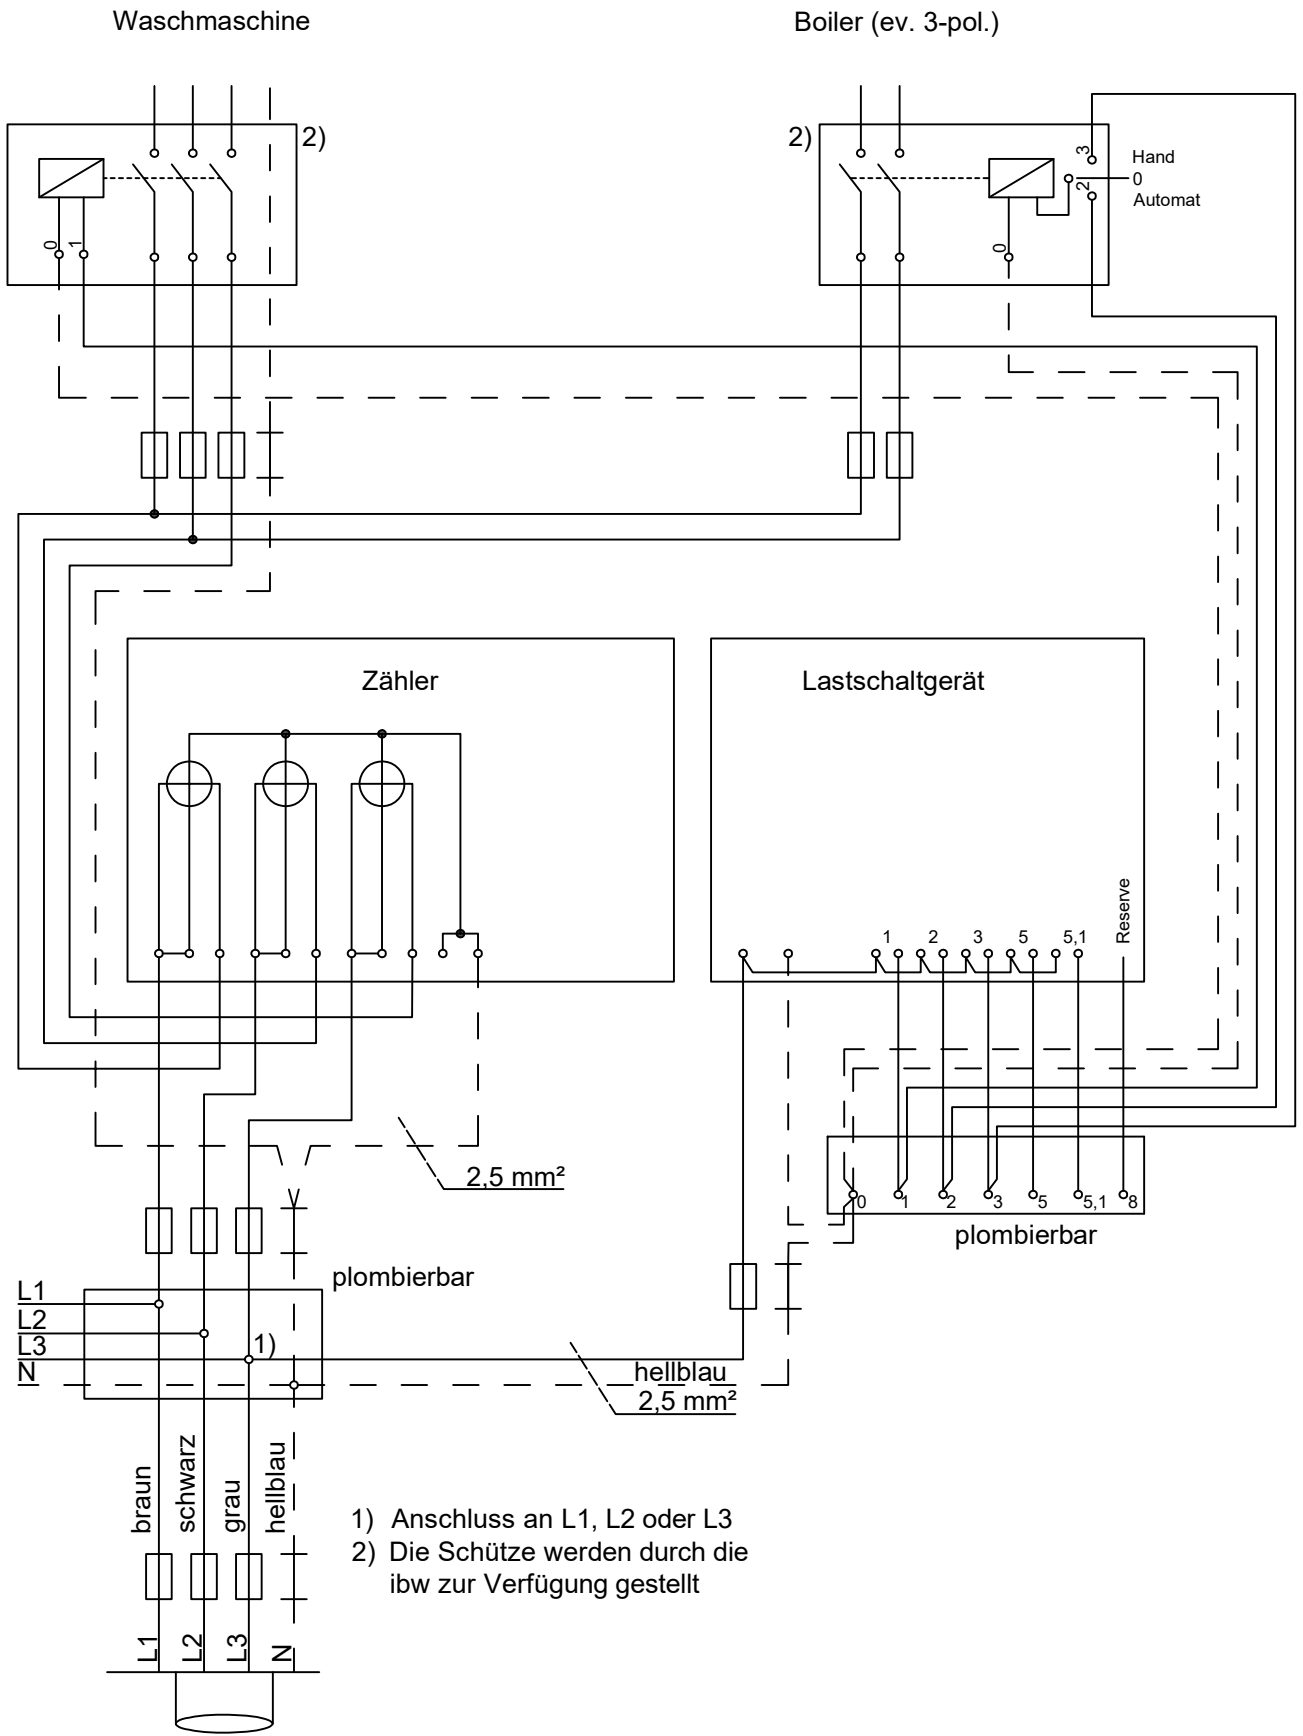 Waschmaschine
Boiler (ev. 3-pol.)
2)
2)
3
Hand
0
2
Automat
0
1
0
Zähler
Lastschaltgerät
Reserve
1
2
3
5
5,1
2,5 mm²
0
1
2
3
5
5,1
8
plombierbar
plombierbar
L1
L2
L3
1)
N
hellblau
2,5 mm²
braun
schwarz
grau
hellblau
1) Anschluss an L1, L2 oder L3
2) Die Schütze werden durch die
ibw zur Verfügung gestellt
L1
L2
L3
N